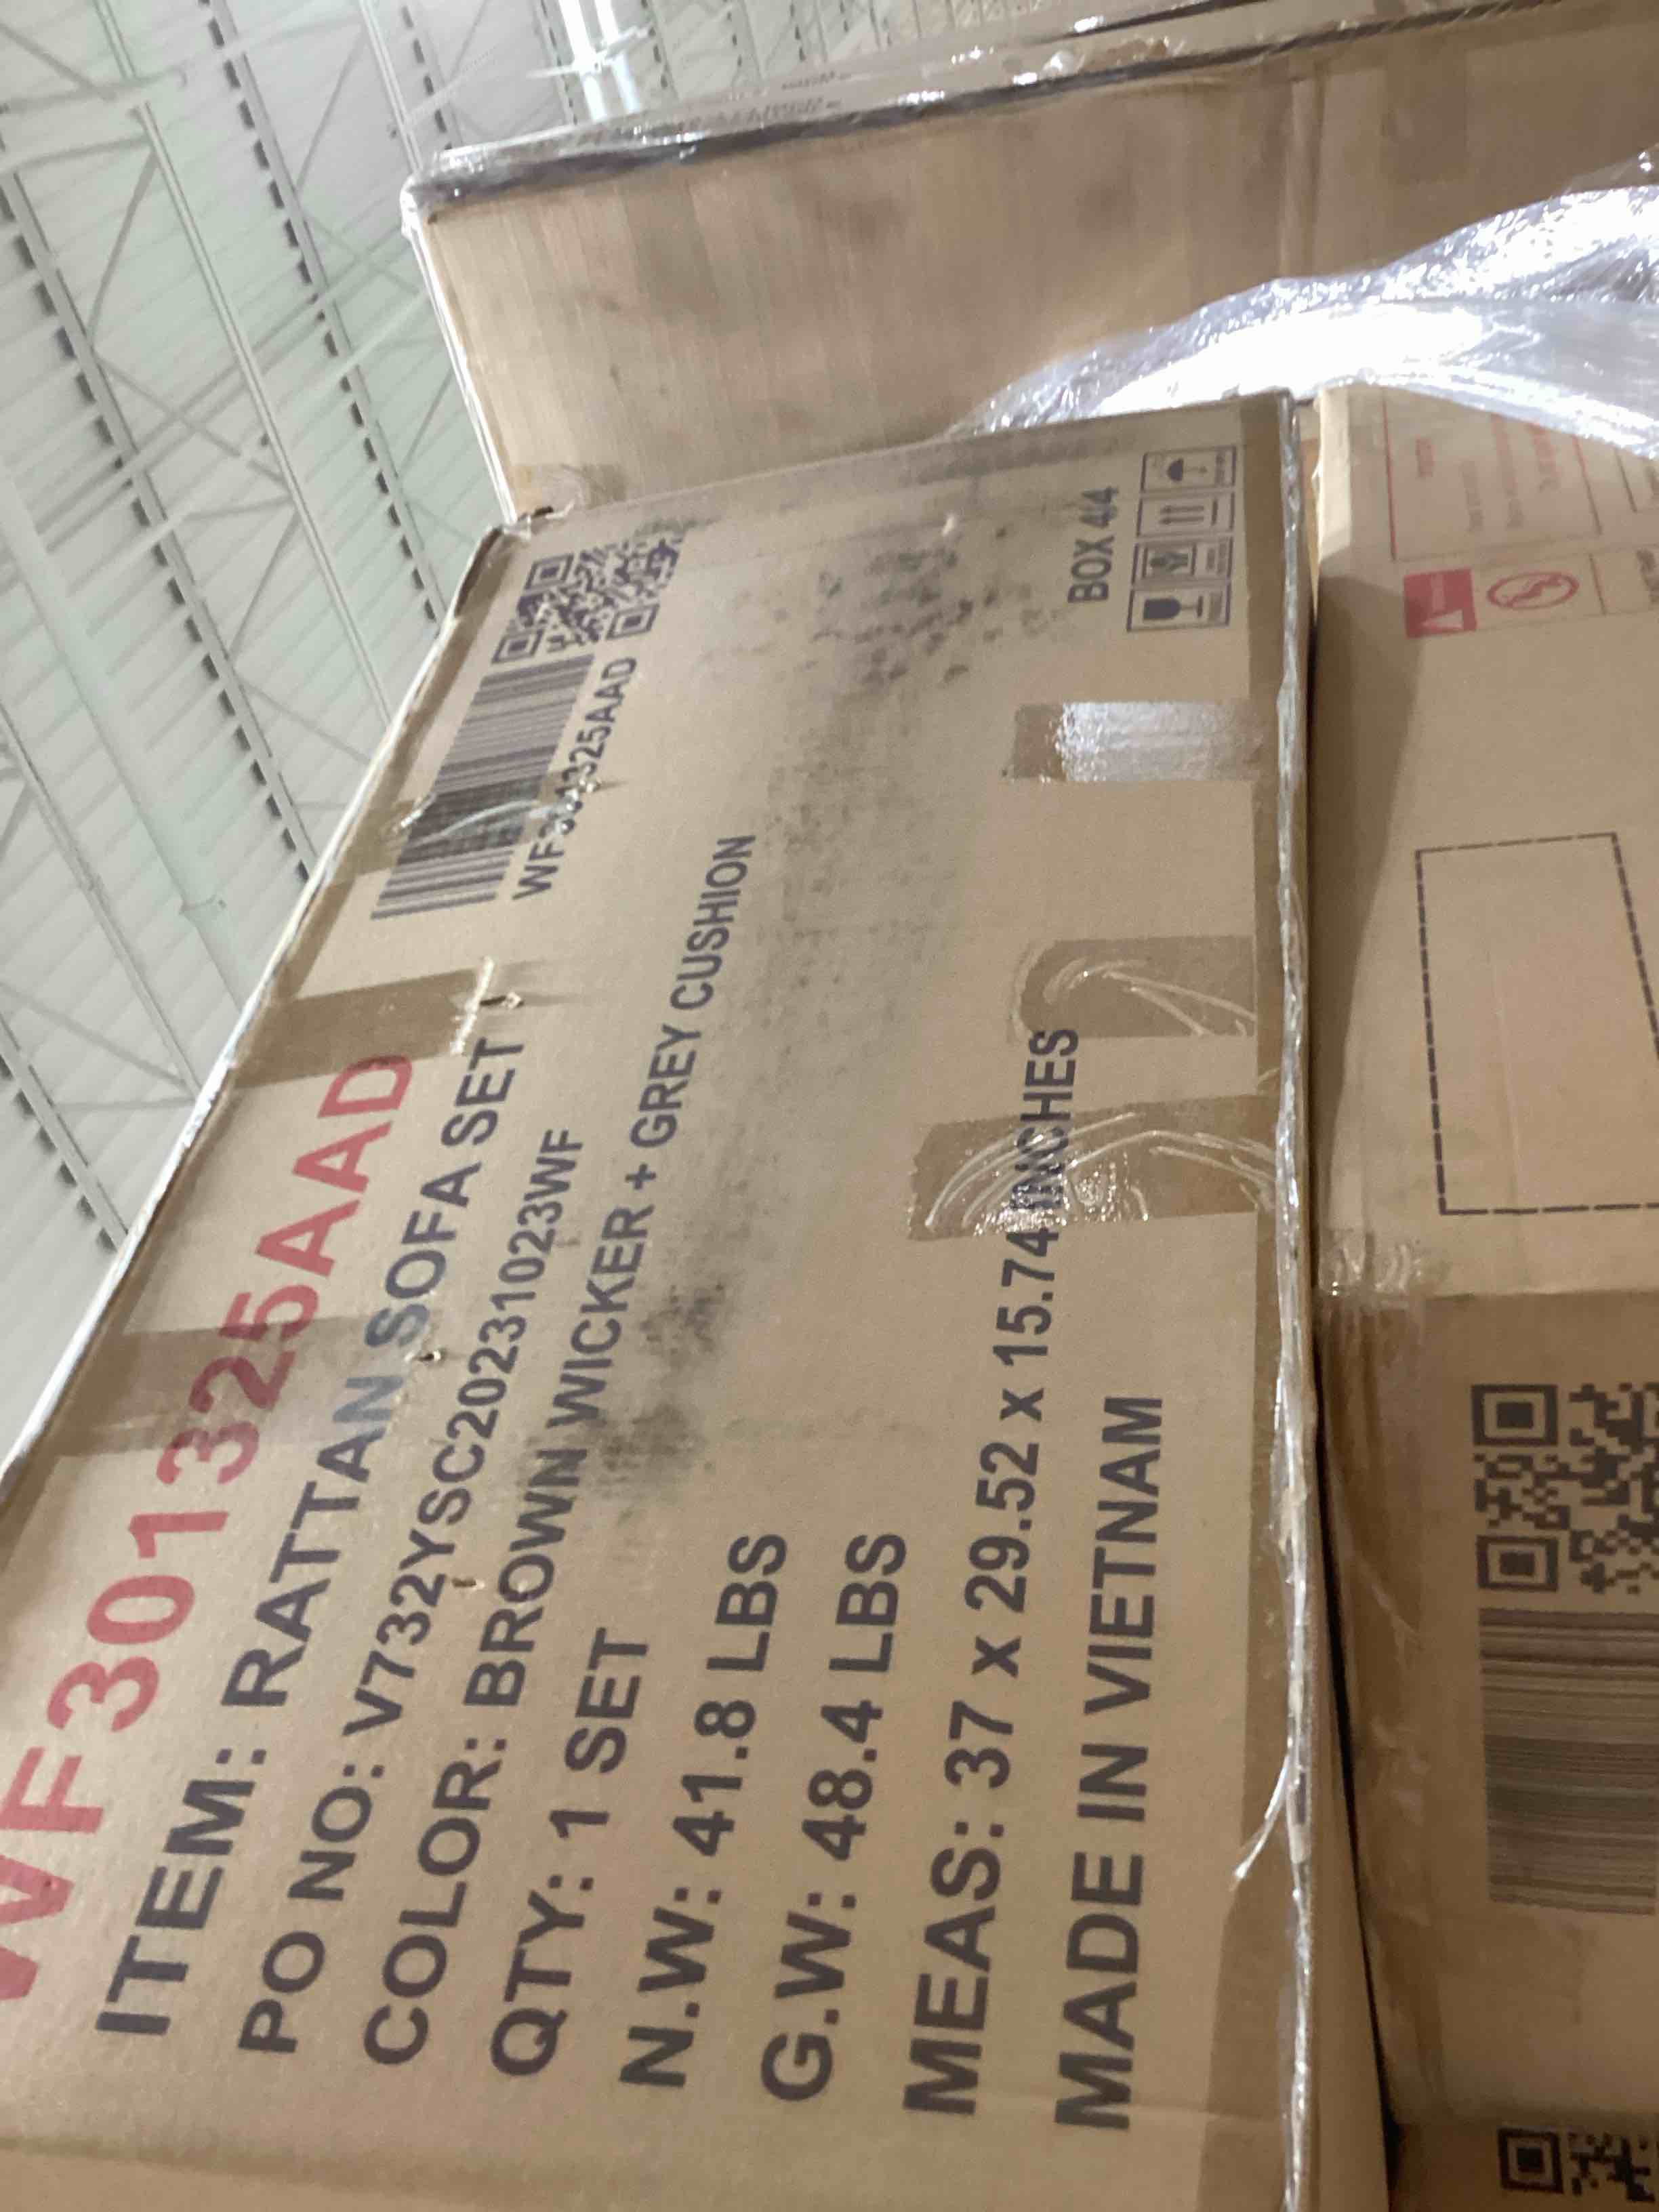 WF301325AAD
ITEM: RATTAN SOFA SET
PO NO: V732YSC20231023WF
COLOR: BROWN WICKER + GREY CUSHION
QTY: 1 SET
N.W: 41.8 LBS
G.W: 48.4 LBS
MEAS: 37 x 29.52 x 15.74 INCHES
MADE IN VIETNAM
WF301325AAD
BOX 4/4